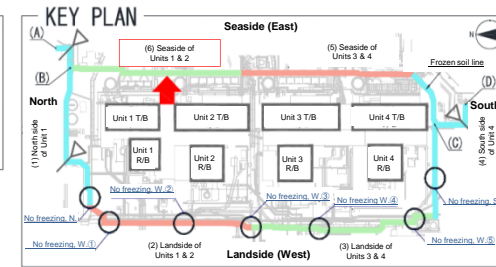 KEY PLAN
Seaside (East)
(A)
N
(6) Seaside of
Units 1 & 2
(5) Seaside of
Units 3 & 4
Frozen soil line
(B)
(D)
North
South
Unit 1 T/B
Unit 2 T/B
Unit 3 T/B
Unit 4 T/B
(C)
(1) North side
of Unit 1
(4) South side
of Unit 4
Unit 1
R/B
Unit 2
R/B
Unit 3
R/B
Unit 4
R/B
No freezing, W.②
No freezing, W.③
No freezing, W.④
No freezing, S
No freezing, N.
No freezing, W.①
No freezing, W.⑤
(2) Landside of
Units 1 & 2
Landside (West)
(3) Landside of
Units 3 & 4